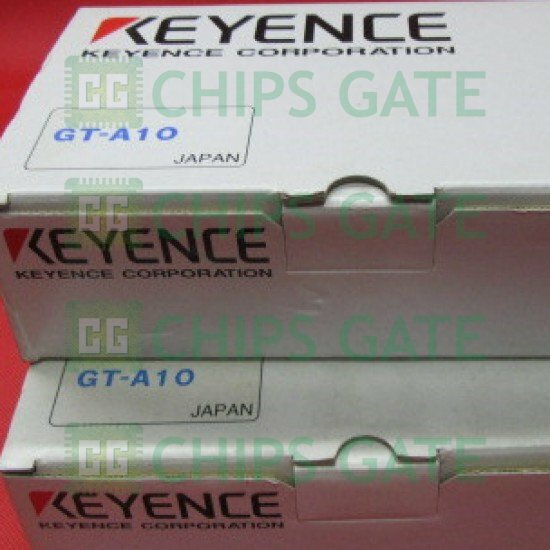 KEYENCE
KEYENCE CORPORATION
CG CHIPS GATE
GT-A10
JAPAN
CG CHIPS GATE
KEYENCE
KEYENCE CORPORATION
CG CHIPS GATE
GT-A10
JAPAN
CG CHIPS GATE
KEYENCE
KEYENCE CORPORATION